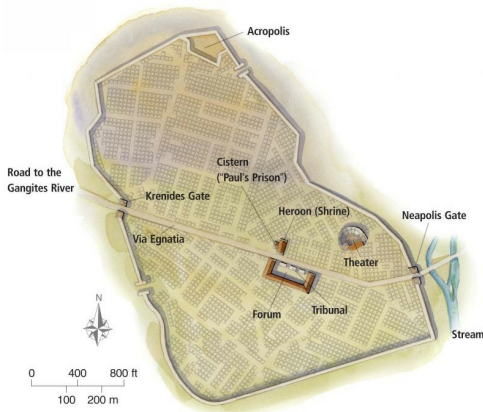 Acropolis
Cistern
("Paul's Prison")
Road to the
Gangites River
Krenides Gate
Heroon (Shrine)
Neapolis Gate
Via Egnatia
Theater
Forum
Tribunal
Stream
N
0 400 800 ft
100 200 m